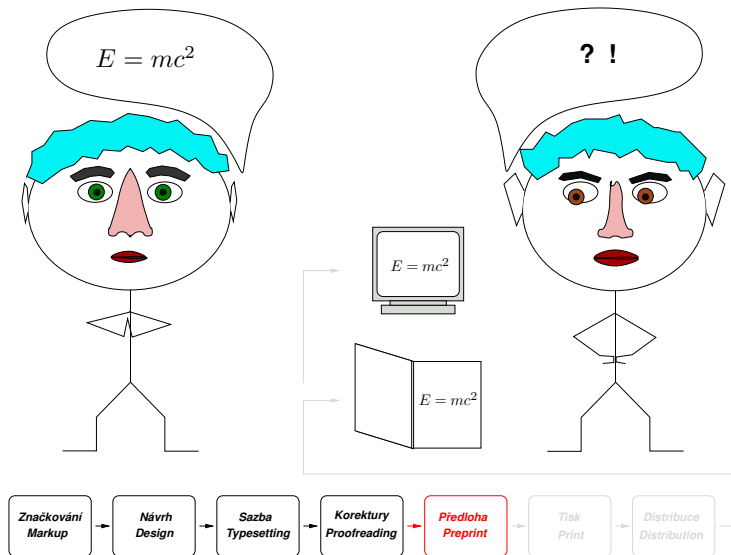 E = mc²
? !
E = mc²
E = mc²
Značkování
Markup
Návrh
Design
Sazba
Typesetting
Korektury
Proofreading
Předloha
Preprint
Tisk
Print
Distribuce
Distribution